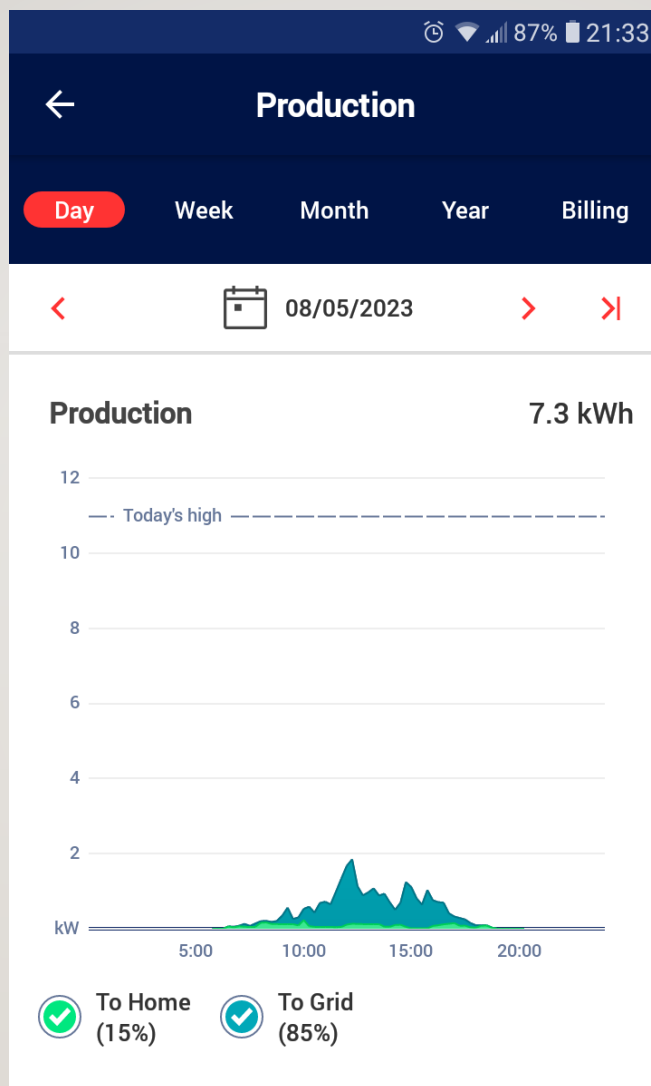 87% 21:33
Production
Day Week Month Year Billing
08/05/2023
Production 7.3 kWh
12
Today's high
10
8
6
4
2
kW
5:00 10:00 15:00 20:00
To Home To Grid
(15%) (85%)